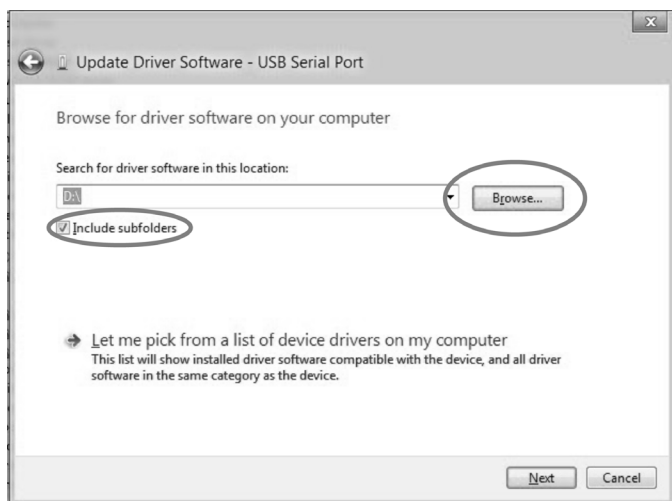 x
Update Driver Software - USB Serial Port
Browse for driver software on your computer
Search for driver software in this location:
D:\
Browse...
Include subfolders
Let me pick from a list of device drivers on my computer
This list will show installed driver software compatible with the device, and all driver
software in the same category as the device.
Next
Cancel